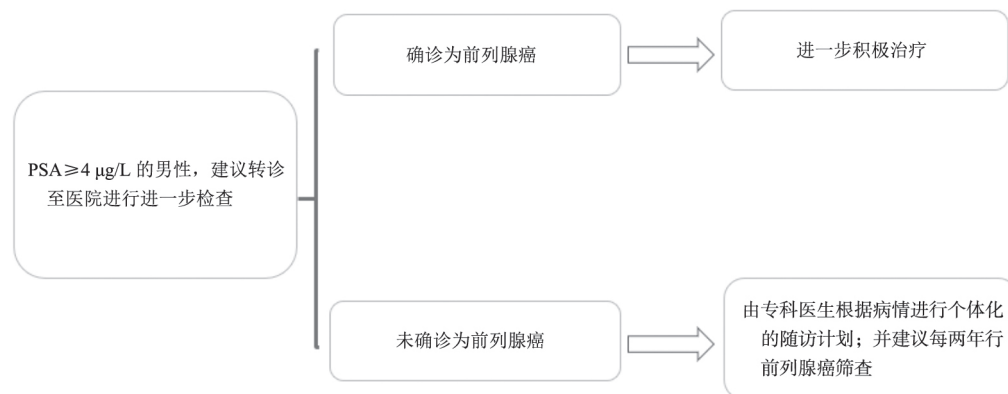 确诊为前列腺癌
进一步积极治疗
PSA≥4 μg/L 的男性，建议转诊
至医院进行进一步检查
未确诊为前列腺癌
由专科医生根据病情进行个体化
的随访计划；并建议每两年行
前列腺癌筛查